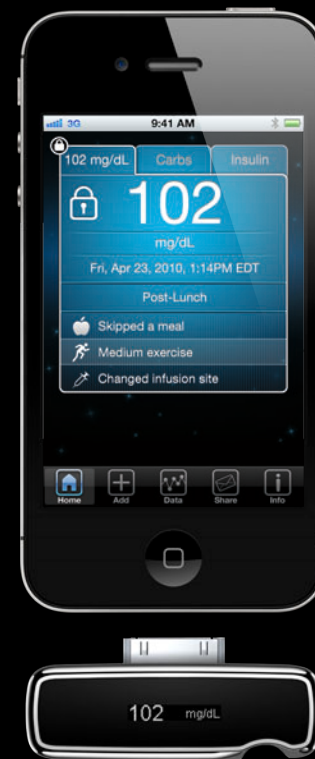 3G 9:41 AM
102 mg/dL Carbs Insulin
102
mg/dL
Fri, Apr 23, 2010, 1:14PM EDT
Post-Lunch
Skipped a meal
Medium exercise
Changed infusion site
Home Add Data Share Info
102 mg/dL